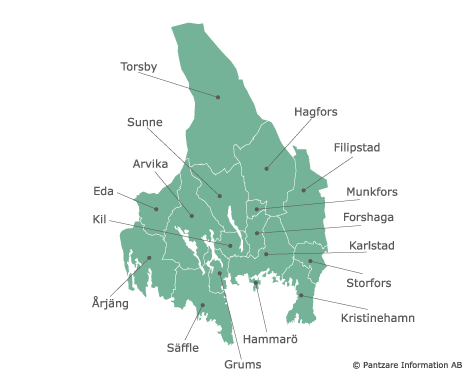 Torsby
Hagfors
Sunne
Filipstad
Arvika
Eda
Munkfors
Kil
Forshaga
Karlstad
Storfors
Årjäng
Kristinehamn
Hammarö
Säffle
Grums
© Pantzare Information AB